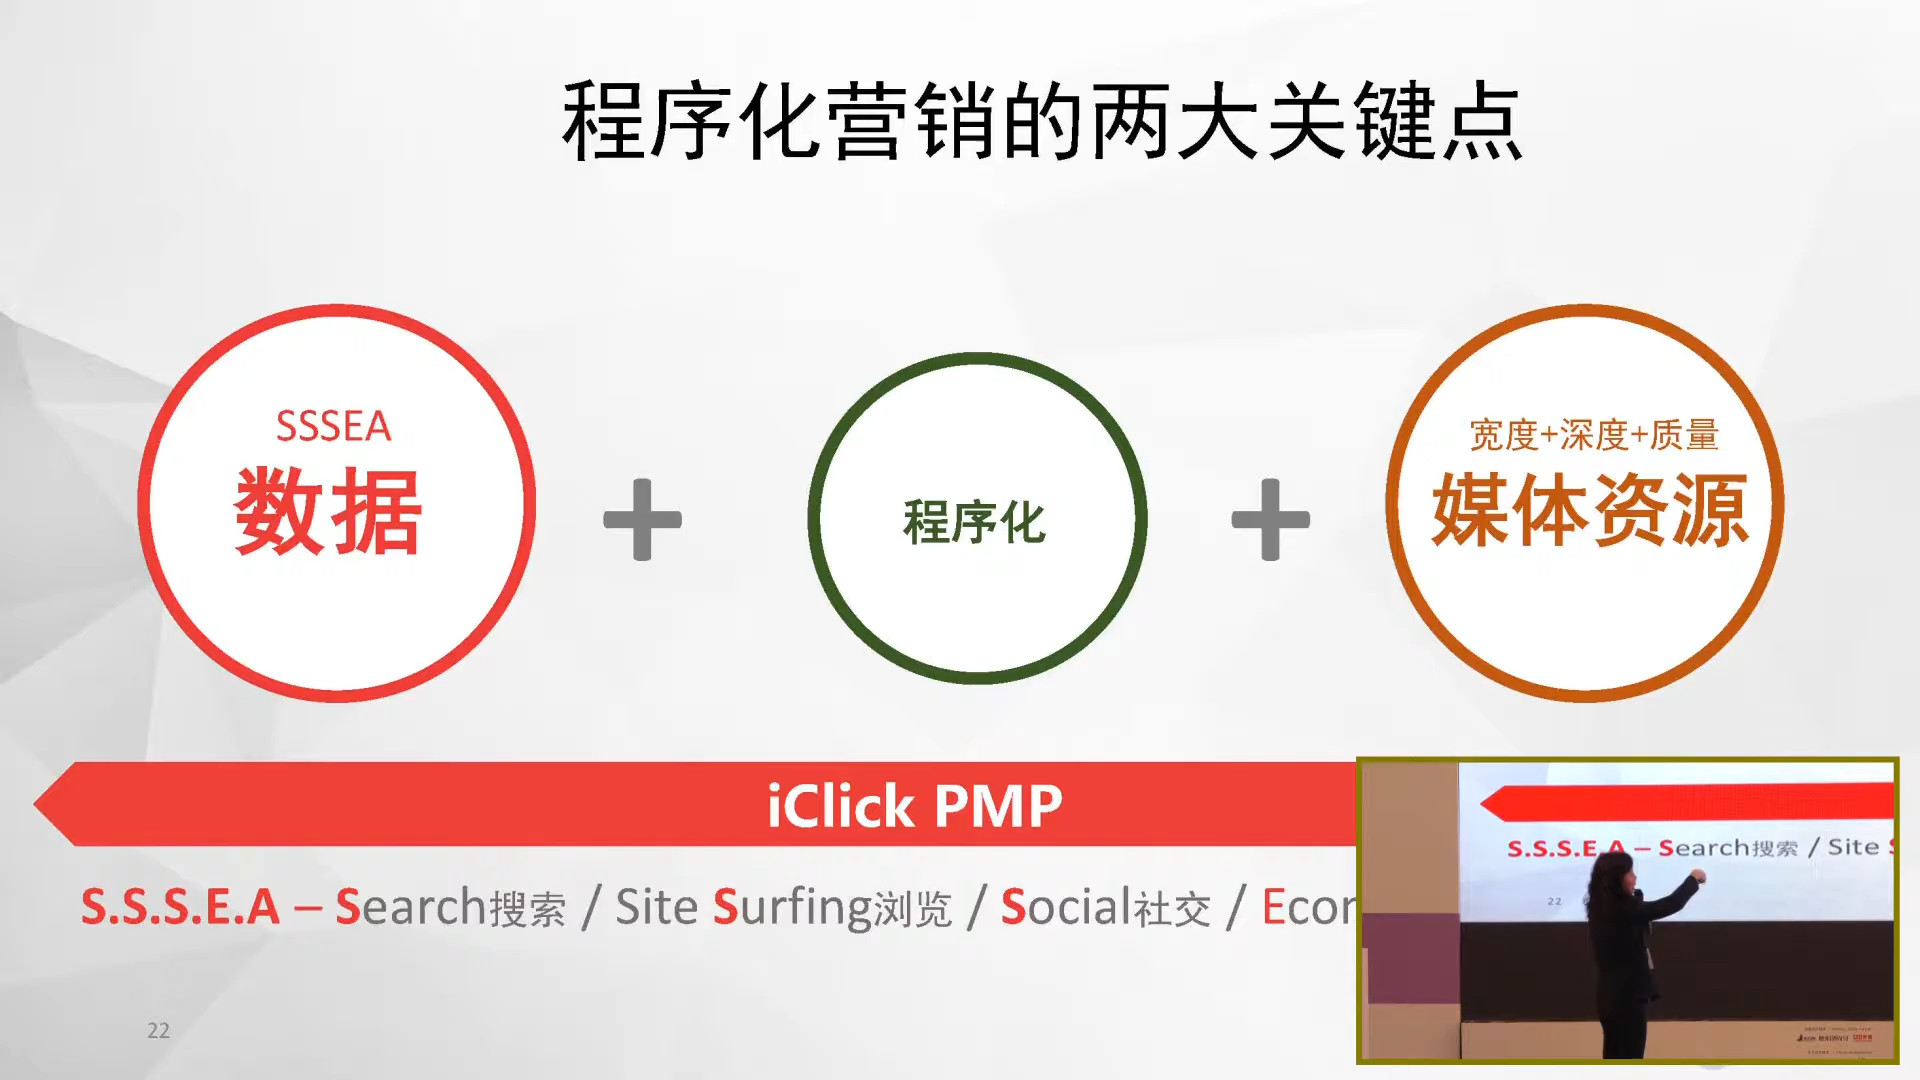 程序化营销的两大关键点
SSSEA
数据
程序化
宽度+深度+质量
媒体资源
iClick PMP
S.S.S.E.A – Search搜索 / Site Surfing浏览 / Social社交 / Econ
22
S.S.S.E.A – Search搜索 / Site S
22